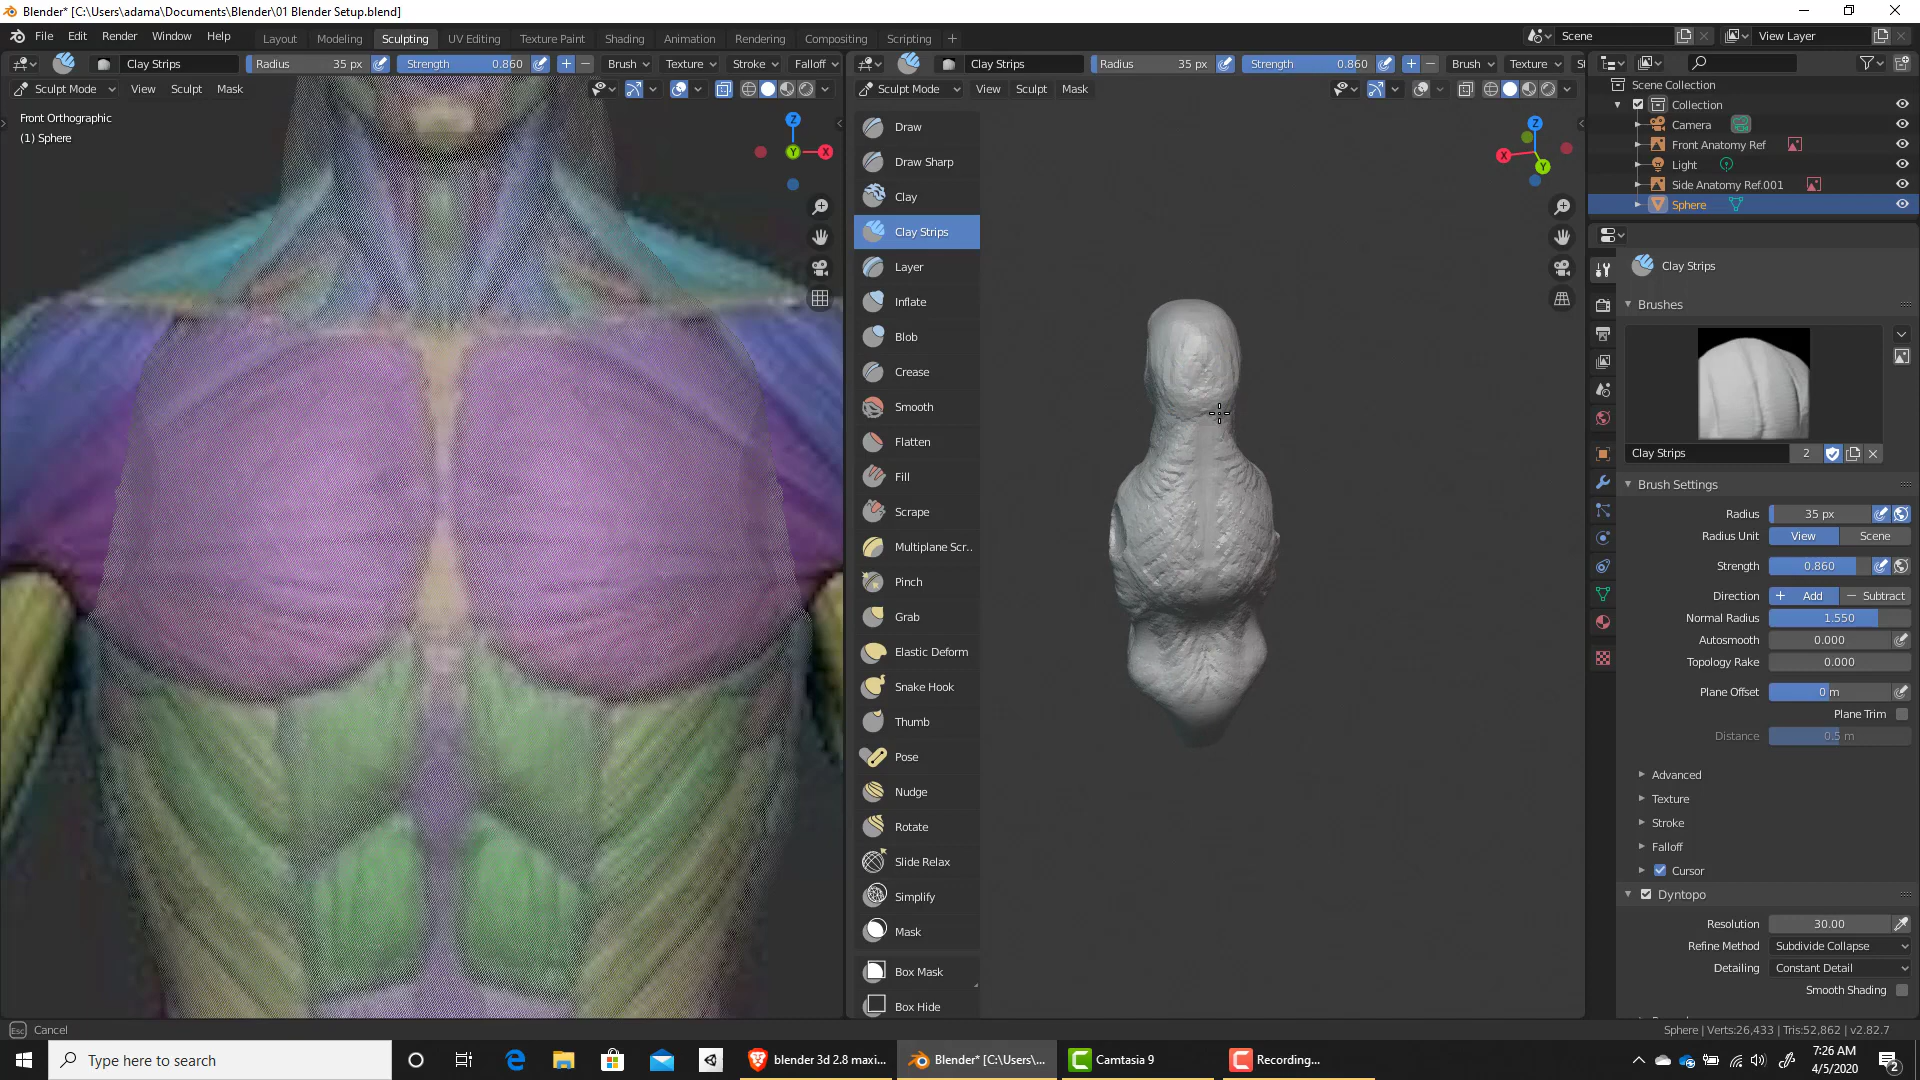 Blender* [C:\Users\adama\Documents\Blender\01 Blender Setup.blend]
File Edit Render Window Help
Layout Modeling Sculpting UV Editing Texture Paint Shading Animation Rendering Compositing Scripting
Scene
View Layer
Clay Strips Radius 35 px Strength 0.860 Brush Texture Stroke Falloff
Sculpt Mode View Sculpt Mask
Front Orthographic
(1) Sphere
Z
X
Y
Clay Strips Radius 35 px Strength 0.860 Brush Texture St
Sculpt Mode View Sculpt Mask
Z
X
Y
Draw
Draw Sharp
Clay
Clay Strips
Layer
Inflate
Blob
Crease
Smooth
Flatten
Fill
Scrape
Multiplane Scr..
Pinch
Grab
Elastic Deform
Snake Hook
Thumb
Pose
Nudge
Rotate
Slide Relax
Simplify
Mask
Box Mask
Box Hide
Scene Collection
Collection
Camera
Front Anatomy Ref
Light
Side Anatomy Ref.001
Sphere
Clay Strips
Brushes
Clay Strips 2
Brush Settings
Radius 35 px
Radius Unit View Scene
Strength 0.860
Direction + Add − Subtract
Normal Radius 1.550
Autosmooth 0.000
Topology Rake 0.000
Plane Offset 0 m
Plane Trim
Distance 0.5 m
Advanced
Texture
Stroke
Falloff
Cursor
Dyntopo
Resolution 30.00
Refine Method Subdivide Collapse
Detailing Constant Detail
Smooth Shading
Esc Cancel
Sphere | Verts:26,433 | Tris:52,862 | v2.82.7
Type here to search
blender 3d 2.8 maxi...
Blender* [C:\Users\...
Camtasia 9
Recording...
7:26 AM
4/5/2020
2